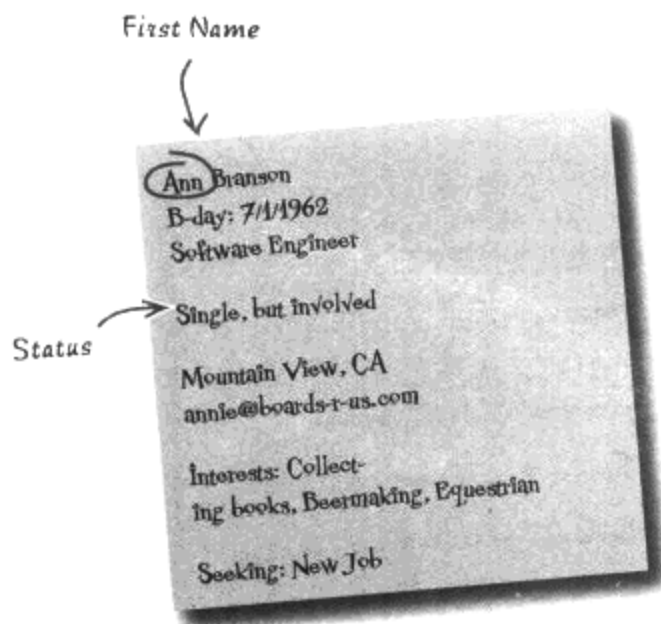 First Name
Ann Branson
B-day: 7/1/1962
Software Engineer
Status
Single, but involved
Mountain View, CA
annie@boards-r-us.com
Interests: Collect-
ing books, Beermaking, Equestrian
Seeking: New Job